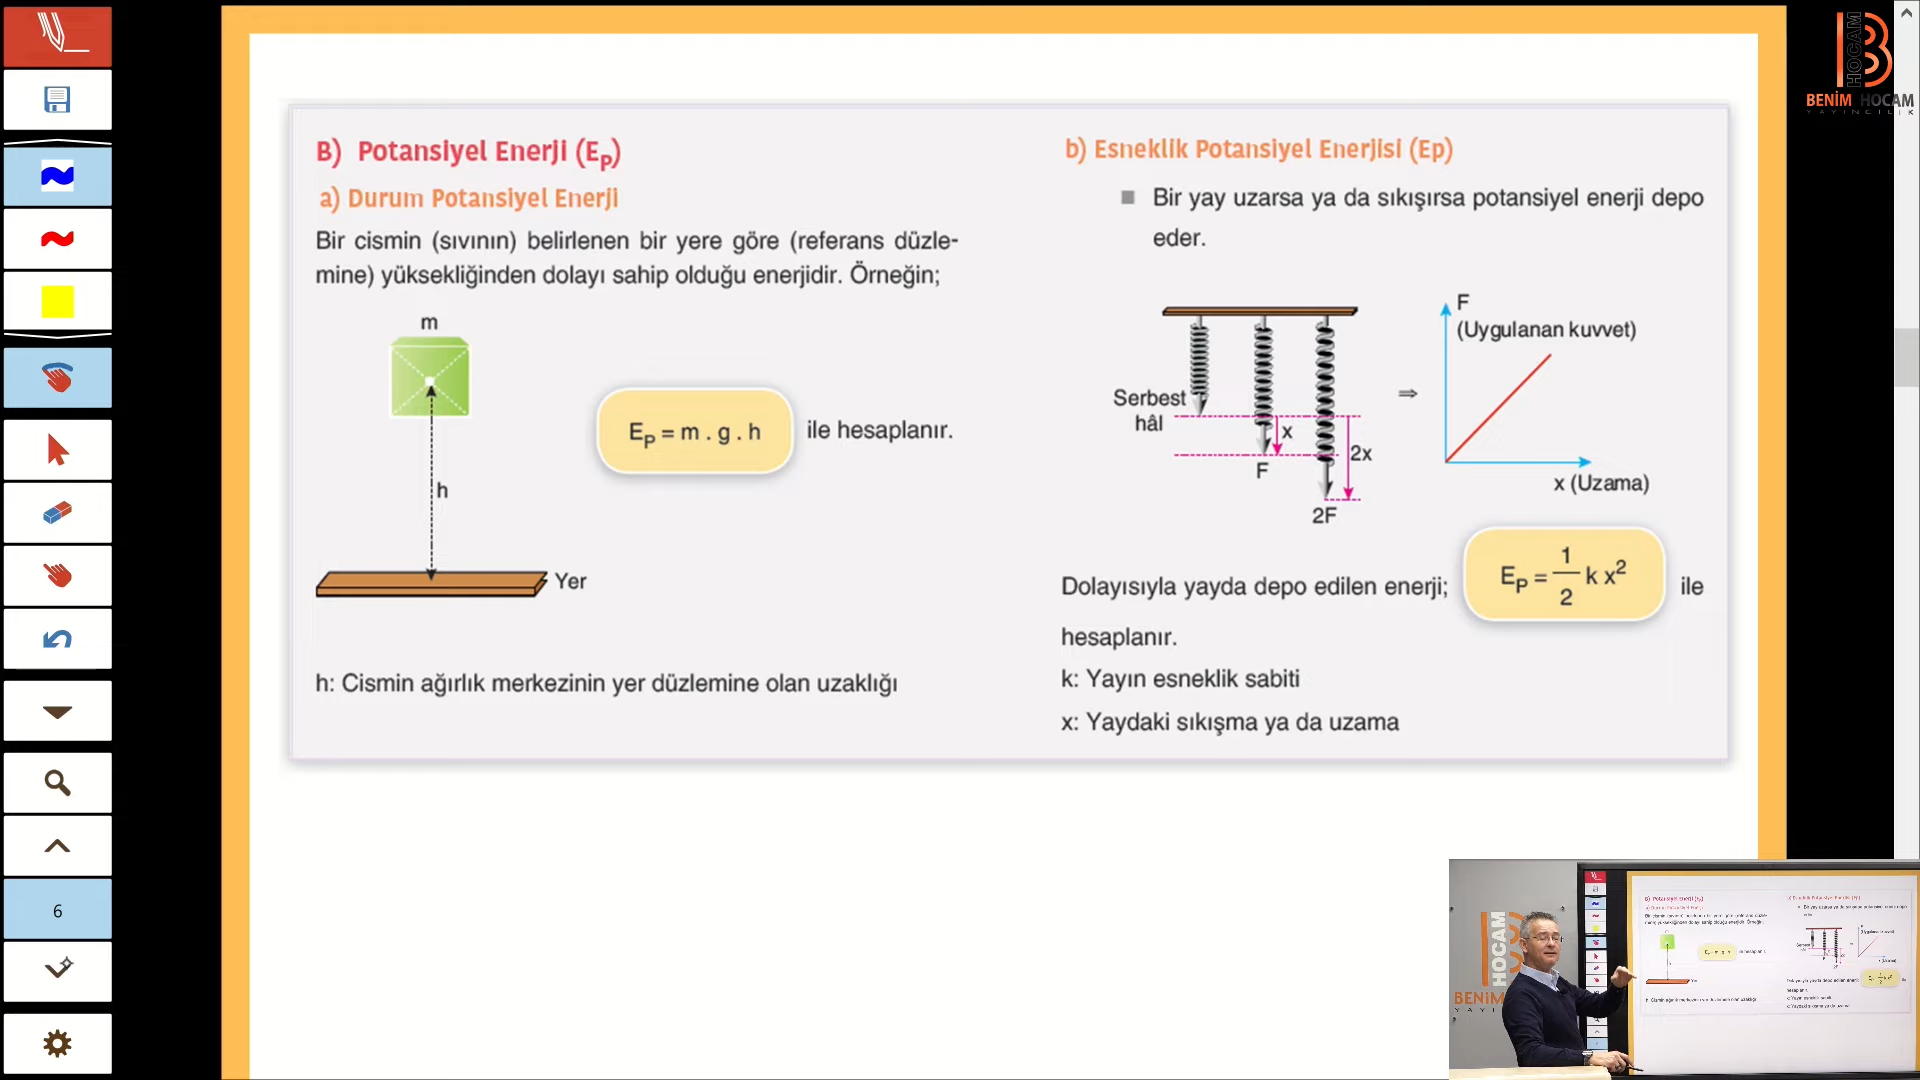 B) Potansiyel Enerji (EP)
a) Durum Potansiyel Enerji
Bir cismin (sıvının) belirlenen bir yere göre (referans düzle-
mine) yüksekliğinden dolayı sahip olduğu enerjidir. Örneğin;
m
h
EP = m . g . h
ile hesaplanır.
Yer
h: Cismin ağırlık merkezinin yer düzlemine olan uzaklığı
b) Esneklik Potansiyel Enerjisi (Ep)
■ Bir yay uzarsa ya da sıkışırsa potansiyel enerji depo
eder.
Serbest
hâl
x
F
2x
2F
⇒
F
(Uygulanan kuvvet)
x (Uzama)
Dolayısıyla yayda depo edilen enerji; EP = 1/2 k x² ile
hesaplanır.
k: Yayın esneklik sabiti
x: Yaydaki sıkışma ya da uzama
6
HOCAM
BENİM HOCAM
YAYINCILIK
HOCAM
BENİM